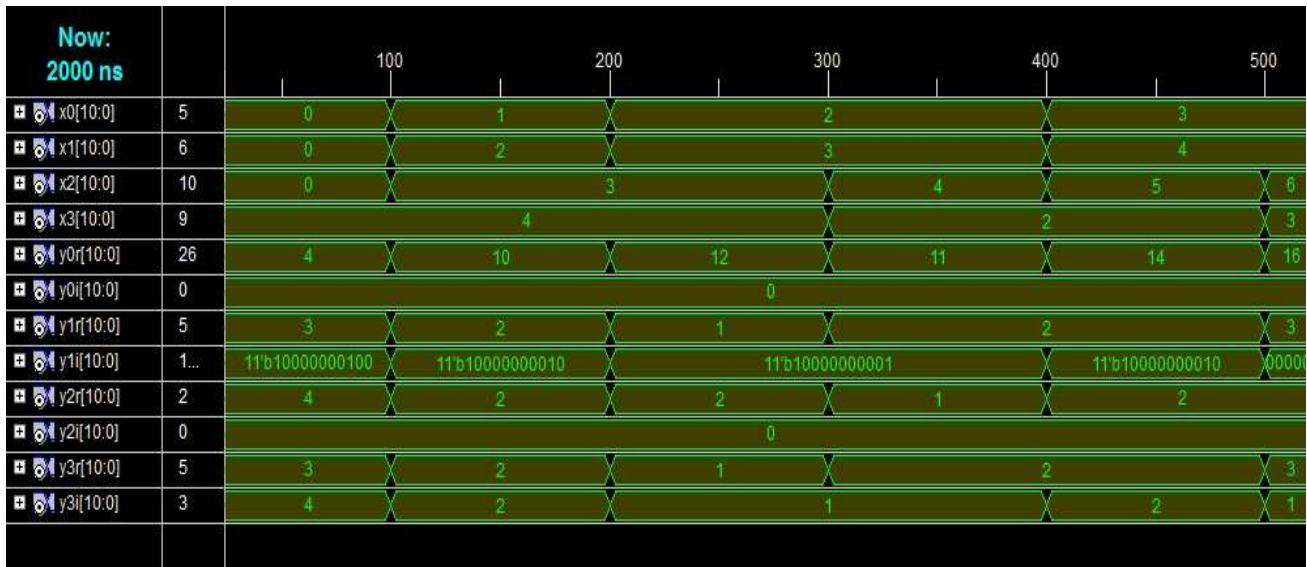 Now:
2000 ns
100 200 300 400 500
x0[10:0] 5 0 1 2 3
x1[10:0] 6 0 2 3 4
x2[10:0] 10 0 3 4 5 6
x3[10:0] 9 4 2 3
y0r[10:0] 26 4 10 12 11 14 16
y0i[10:0] 0 0
y1r[10:0] 5 3 2 1 2 3
y1i[10:0] 1... 11'b10000000100 11'b10000000010 11'b10000000001 11'b10000000010 00000
y2r[10:0] 2 4 2 2 1 2
y2i[10:0] 0 0
y3r[10:0] 5 3 2 1 2 3
y3i[10:0] 3 4 2 1 2 1